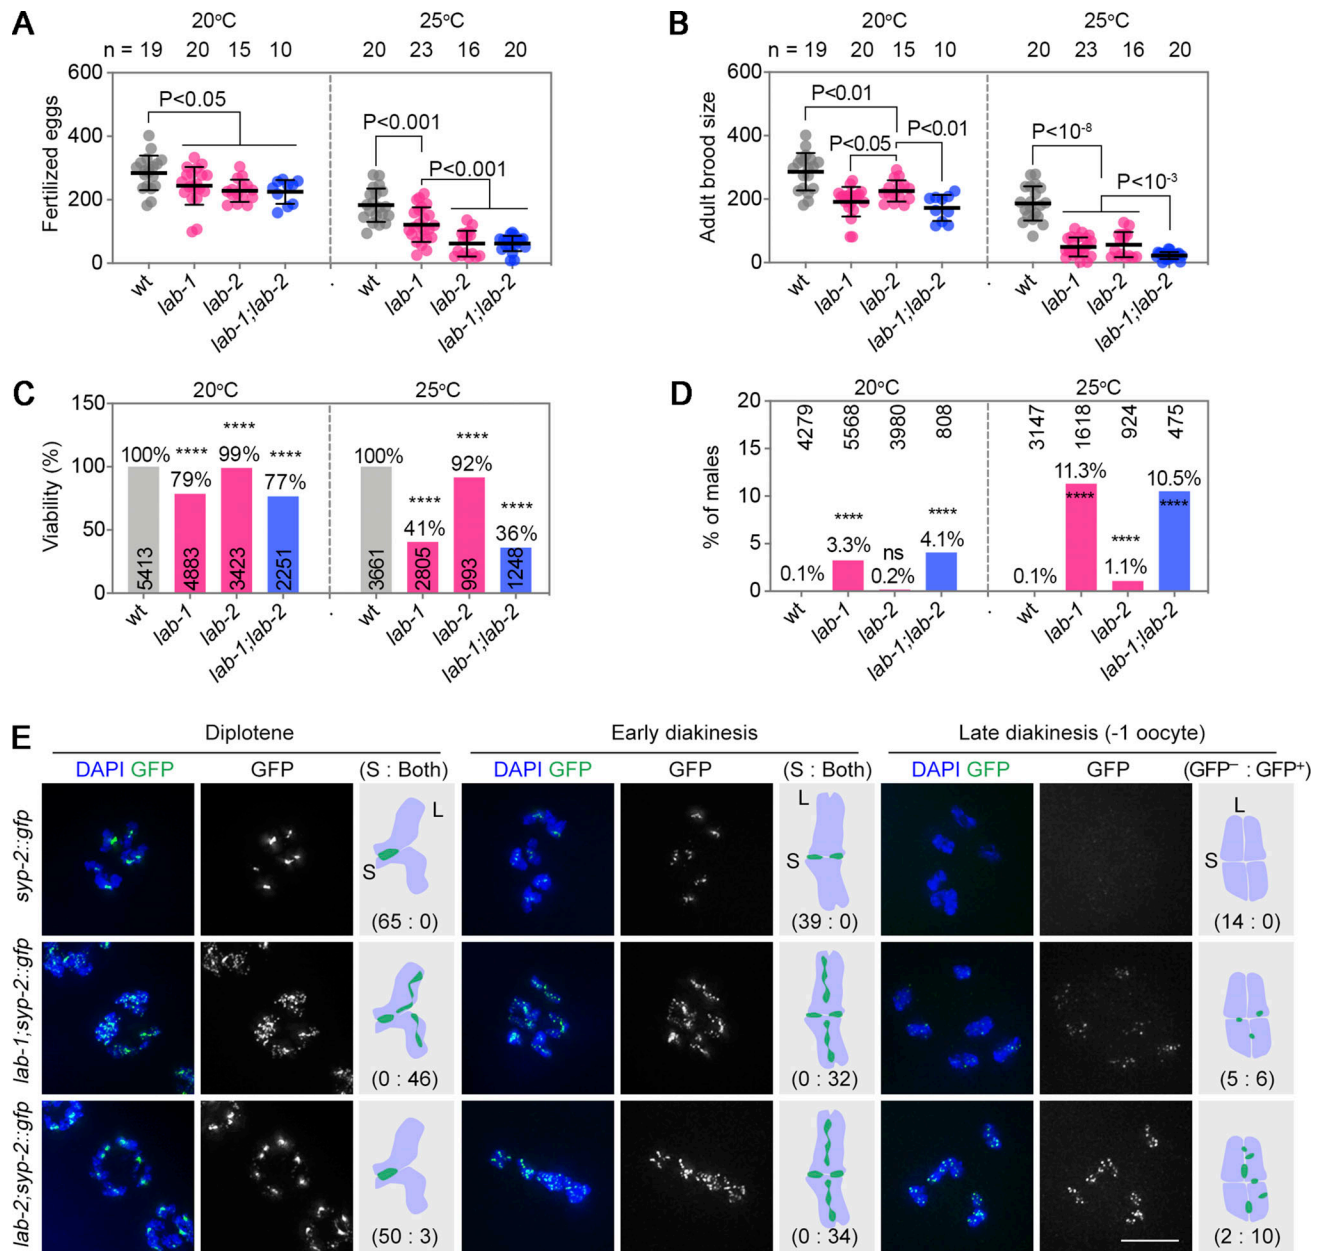 A
20°C
25°C
n = 19 20 15 10
20 23 16 20
Fertilized eggs
600
400
200
0
P<0.05
P<0.001
P<0.001
wt
lab-1
lab-2
lab-1;lab-2
.
wt
lab-1
lab-2
lab-1;lab-2
B
20°C
25°C
n = 19 20 15 10
20 23 16 20
Adult brood size
600
400
200
0
P<0.01
P<0.05
P<0.01
P<10⁻⁸
P<10⁻³
wt
lab-1
lab-2
lab-1;lab-2
.
wt
lab-1
lab-2
lab-1;lab-2
C
20°C
25°C
Viability (%)
150
100
50
0
100%
****
79%
****
99%
****
77%
100%
****
41%
****
92%
****
36%
5413
4883
3423
2251
3661
2805
993
1248
wt
lab-1
lab-2
lab-1;lab-2
.
wt
lab-1
lab-2
lab-1;lab-2
D
20°C
25°C
% of males
20
15
10
5
0
4279
5568
3980
808
3147
1618
924
475
0.1%
****
3.3%
ns
0.2%
****
4.1%
0.1%
11.3%
****
****
1.1%
10.5%
****
wt
lab-1
lab-2
lab-1;lab-2
.
wt
lab-1
lab-2
lab-1;lab-2
E
Diplotene
Early diakinesis
Late diakinesis (-1 oocyte)
DAPI GFP
GFP
(S : Both)
DAPI GFP
GFP
(S : Both)
DAPI GFP
GFP
(GFP⁻ : GFP⁺)
syp-2::gfp
L
S
(65 : 0)
L
S
(39 : 0)
L
S
(14 : 0)
lab-1;syp-2::gfp
(0 : 46)
(0 : 32)
(5 : 6)
lab-2;syp-2::gfp
(50 : 3)
(0 : 34)
(2 : 10)